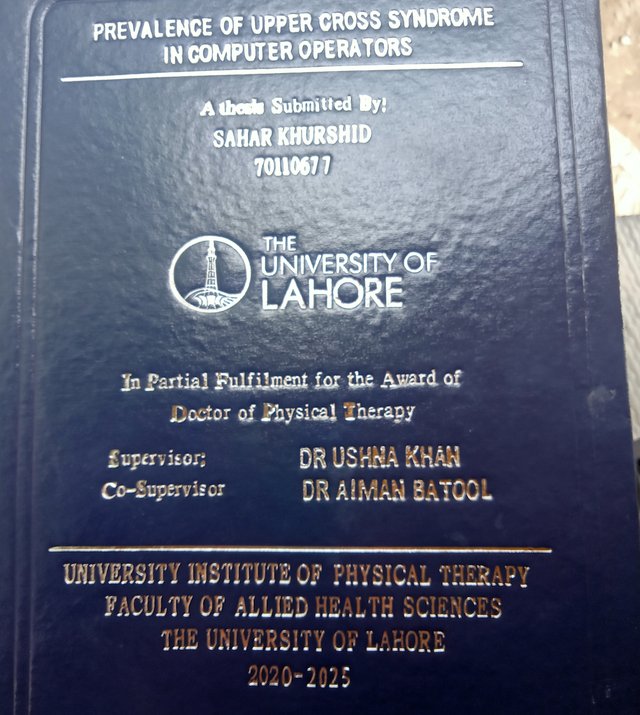 PREVALENCE OF UPPER CROSS SYNDROME
IN COMPUTER OPERATORS
A thesis Submitted By:
SAHAR KHURSHID
70110677
THE
UNIVERSITY OF
LAHORE
In Partial Fulfilment for the Award of
Doctor of Physical Therapy
Supervisor: DR USHNA KHAN
Co-Supervisor DR AIMAN BATOOL
UNIVERSITY INSTITUTE OF PHYSICAL THERAPY
FACULTY OF ALLIED HEALTH SCIENCES
THE UNIVERSITY OF LAHORE
2020-2025